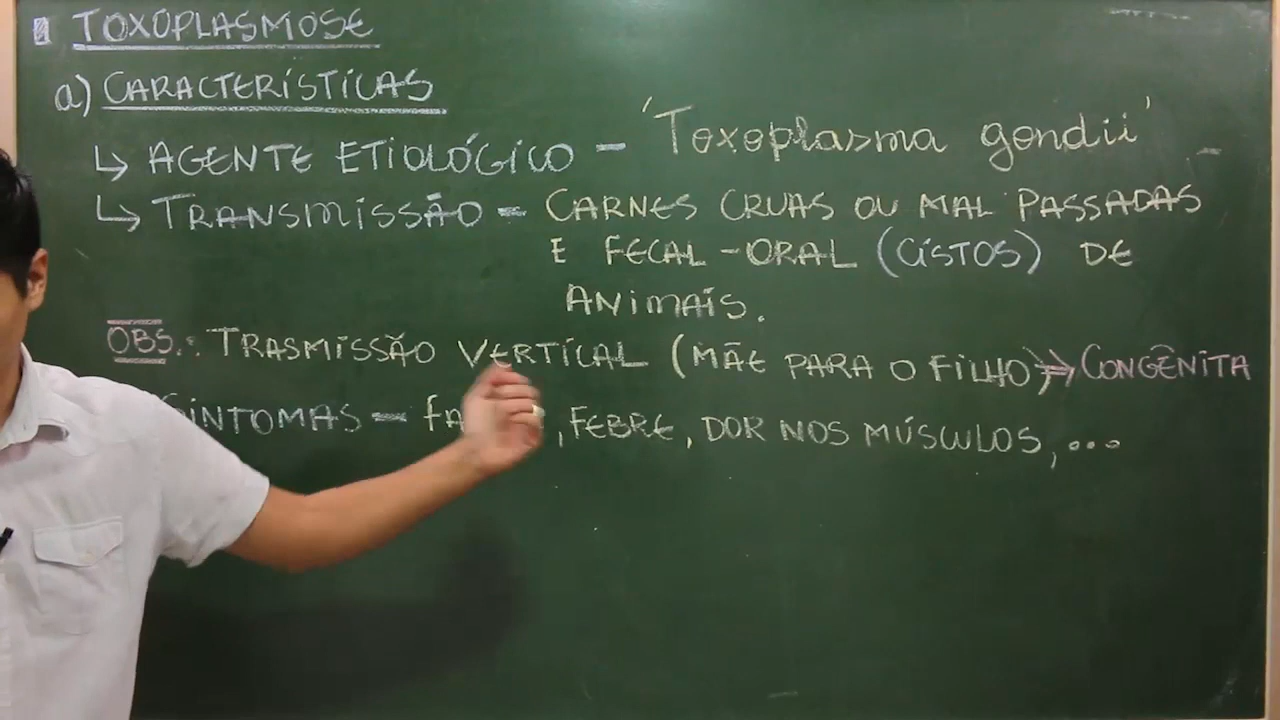 TOXOPLASMOSE
a) CARACTERÍSTICAS
↳ AGENTE ETIOLÓGICO - 'Toxoplasma gondii'
↳ TRANSMISSÃO - CARNES CRUAS OU MAL PASSADAS
E FECAL-ORAL (CISTOS) DE
ANIMAIS.
OBS.: TRASMISSÃO VERTICAL (MÃE PARA O FILHO) → CONGÊNITA
SINTOMAS - , FEBRE, DOR NOS MÚSCULOS, ...